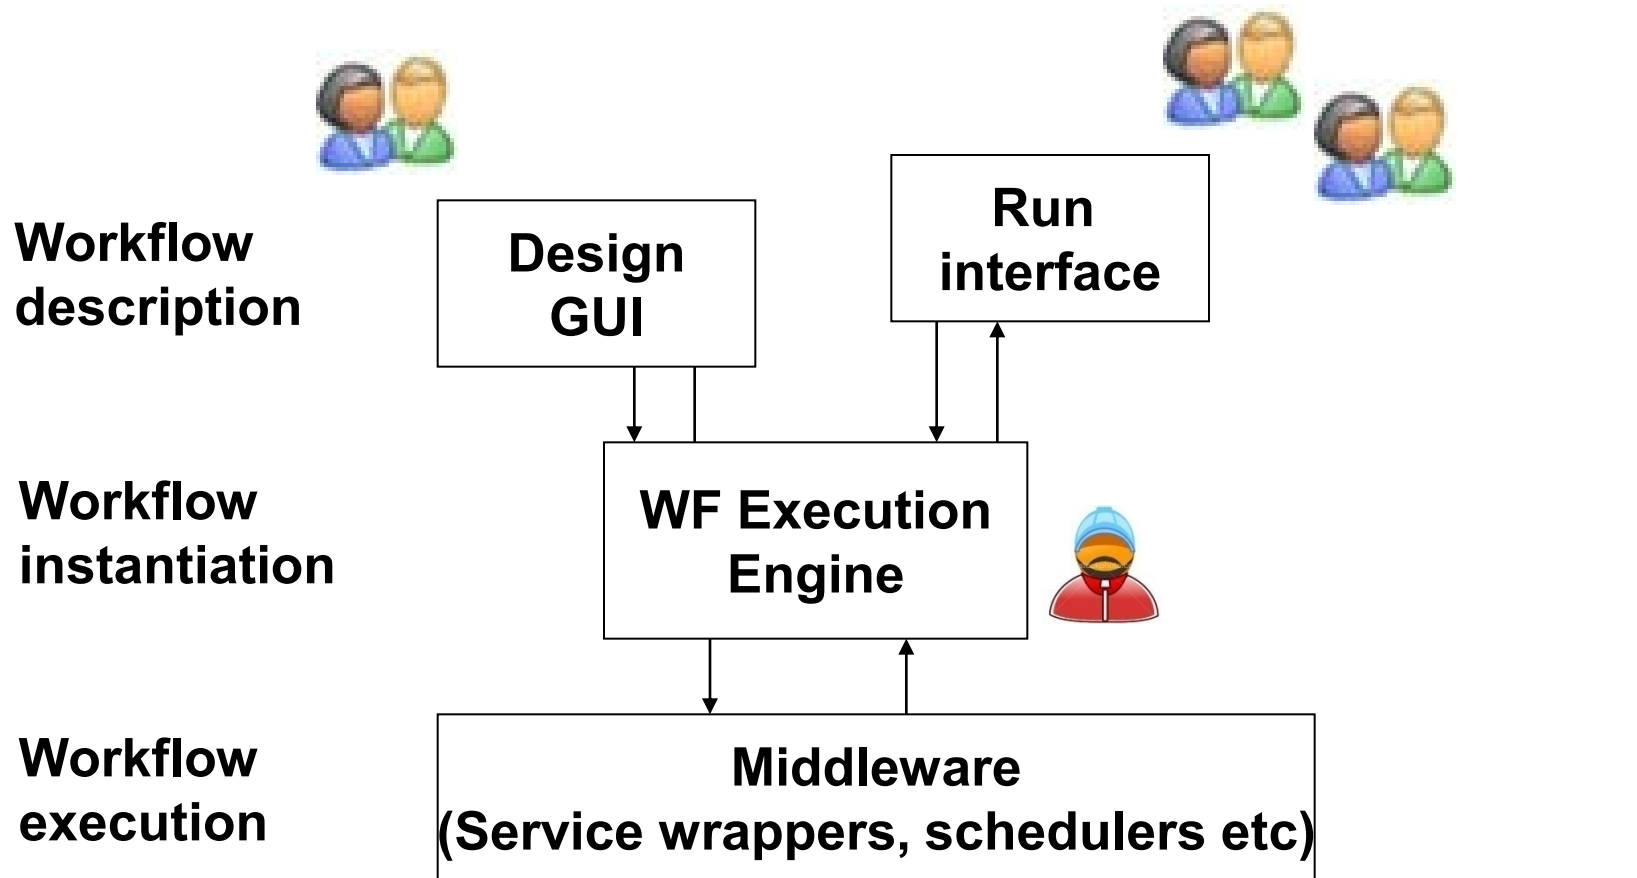 Workflow
description
Design
GUI
Run
interface
Workflow
instantiation
WF Execution
Engine
Workflow
execution
Middleware
(Service wrappers, schedulers etc)